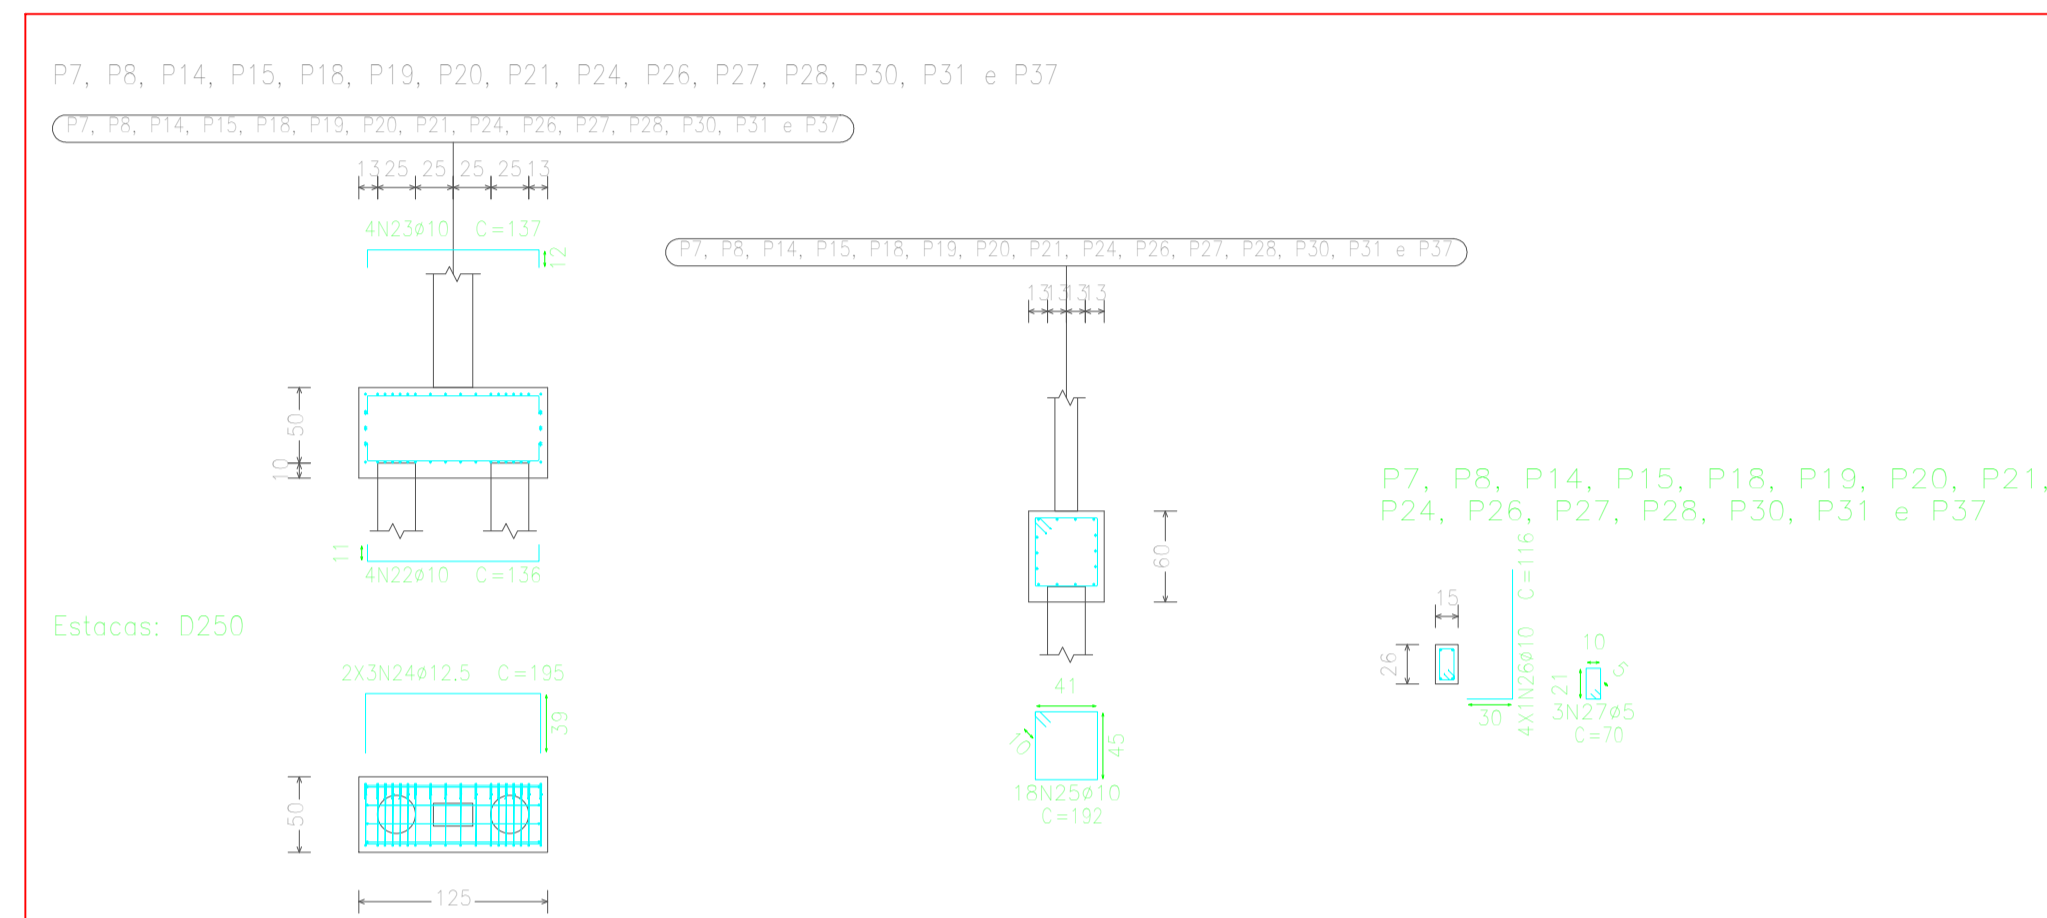 P7, P8, P14, P15, P18, P19, P20, P21, P24, P26, P27, P28, P30, P31 e P37
P7, P8, P14, P15, P18, P19, P20, P21, P24, P26, P27, P28, P30, P31 e P37
13 25 25 25 25 13
4N23ø10 C=137
12
50
10
11
4N22ø10 C=136
Estacas: D250
2X3N24ø12.5 C=195
39
50
125
P7, P8, P14, P15, P18, P19, P20, P21, P24, P26, P27, P28, P30, P31 e P37
13 13 13 13
60
41
10
45
18N25ø10
C=192
P7, P8, P14, P15, P18, P19, P20, P21,
P24, P26, P27, P28, P30, P31 e P37
15
26
4X1N26ø10 C=116
30
10
21
5
3N27ø5
C=70